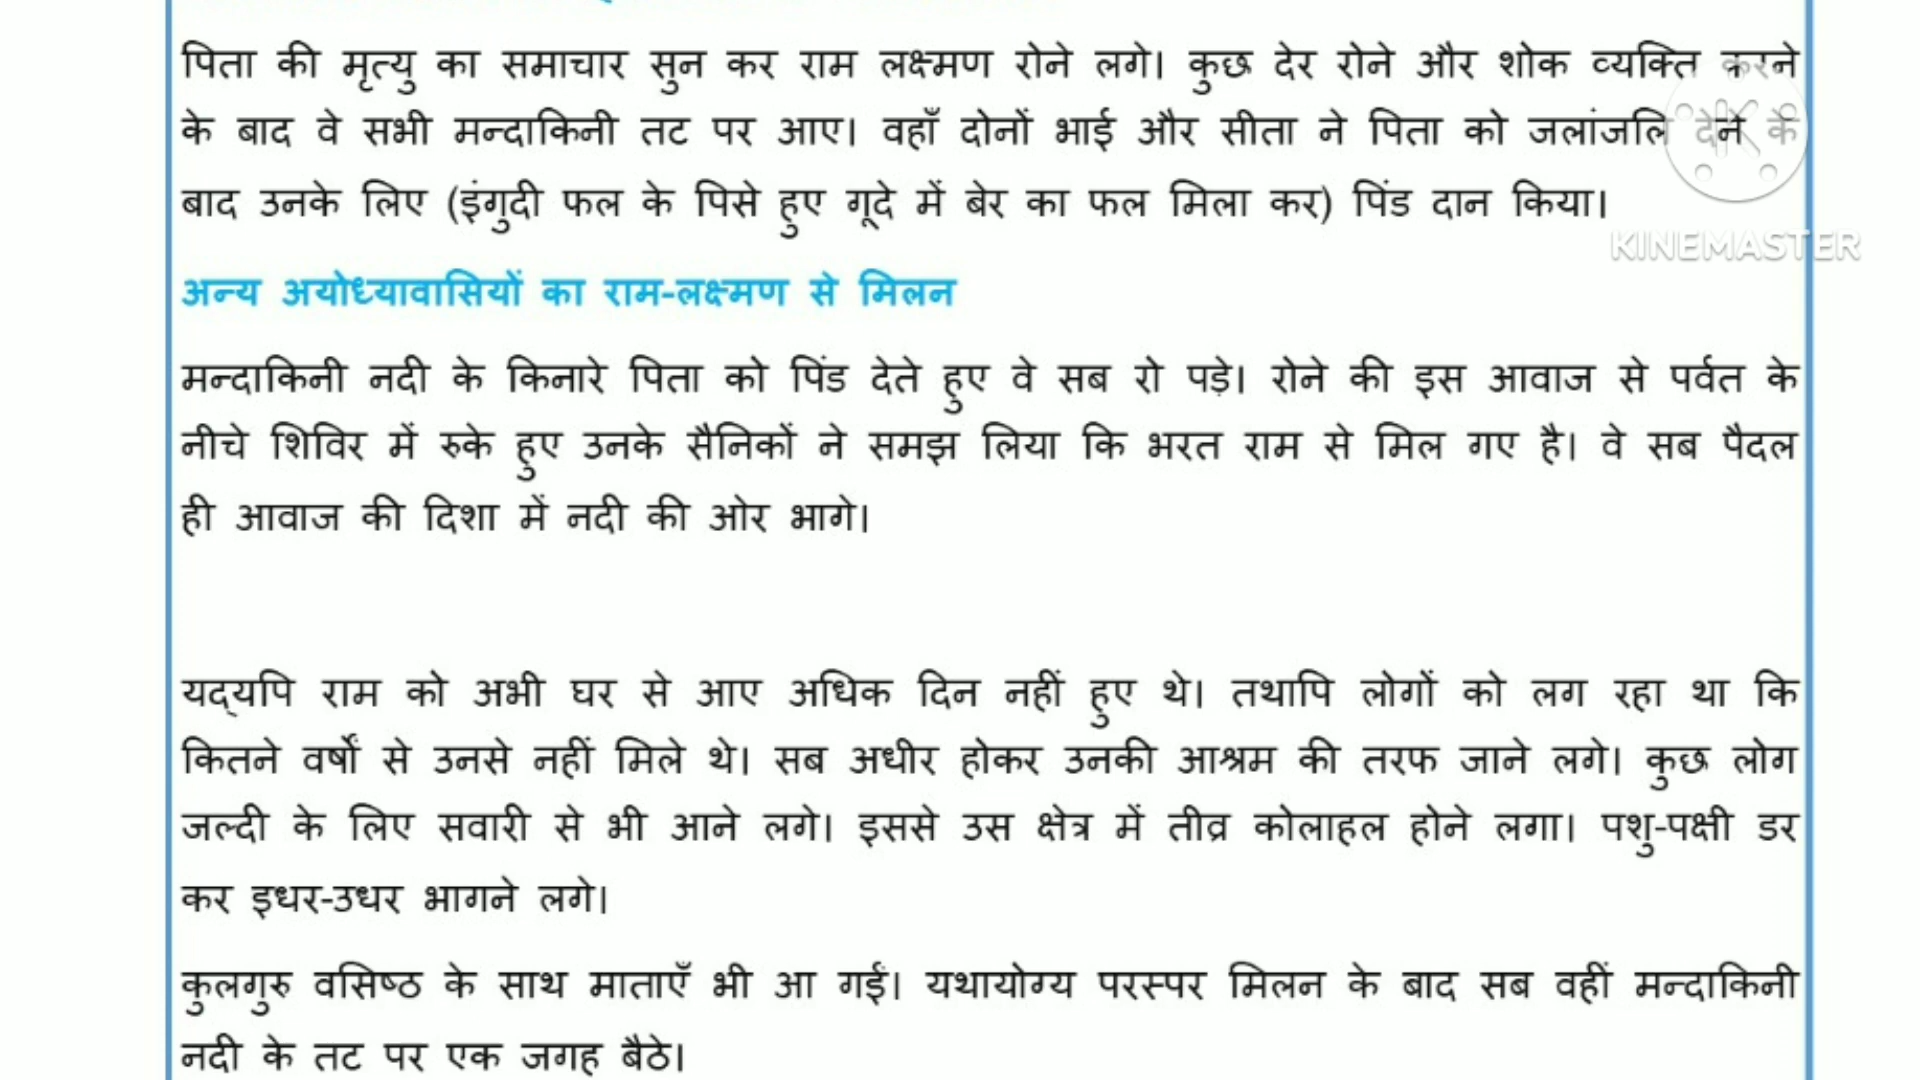 पिता की मृत्यु का समाचार सुन कर राम लक्ष्मण रोने लगे। कुछ देर रोने और शोक व्यक्ति करने
के बाद वे सभी मन्दाकिनी तट पर आए। वहाँ दोनों भाई और सीता ने पिता को जलांजलि देने के
बाद उनके लिए (इंगुदी फल के पिसे हुए गूदे में बेर का फल मिला कर) पिंड दान किया।
KINEMASTER
अन्य अयोध्यावासियों का राम-लक्ष्मण से मिलन
मन्दाकिनी नदी के किनारे पिता को पिंड देते हुए वे सब रो पड़े। रोने की इस आवाज से पर्वत के
नीचे शिविर में रुके हुए उनके सैनिकों ने समझ लिया कि भरत राम से मिल गए है। वे सब पैदल
ही आवाज की दिशा में नदी की ओर भागे।
यद्‌यपि राम को अभी घर से आए अधिक दिन नहीं हुए थे। तथापि लोगों को लग रहा था कि
कितने वर्षों से उनसे नहीं मिले थे। सब अधीर होकर उनकी आश्रम की तरफ जाने लगे। कुछ लोग
जल्दी के लिए सवारी से भी आने लगे। इससे उस क्षेत्र में तीव्र कोलाहल होने लगा। पशु-पक्षी डर
कर इधर-उधर भागने लगे।
कुलगुरु वसिष्ठ के साथ माताएँ भी आ गईं। यथायोग्य परस्पर मिलन के बाद सब वहीं मन्दाकिनी
नदी के तट पर एक जगह बैठे।